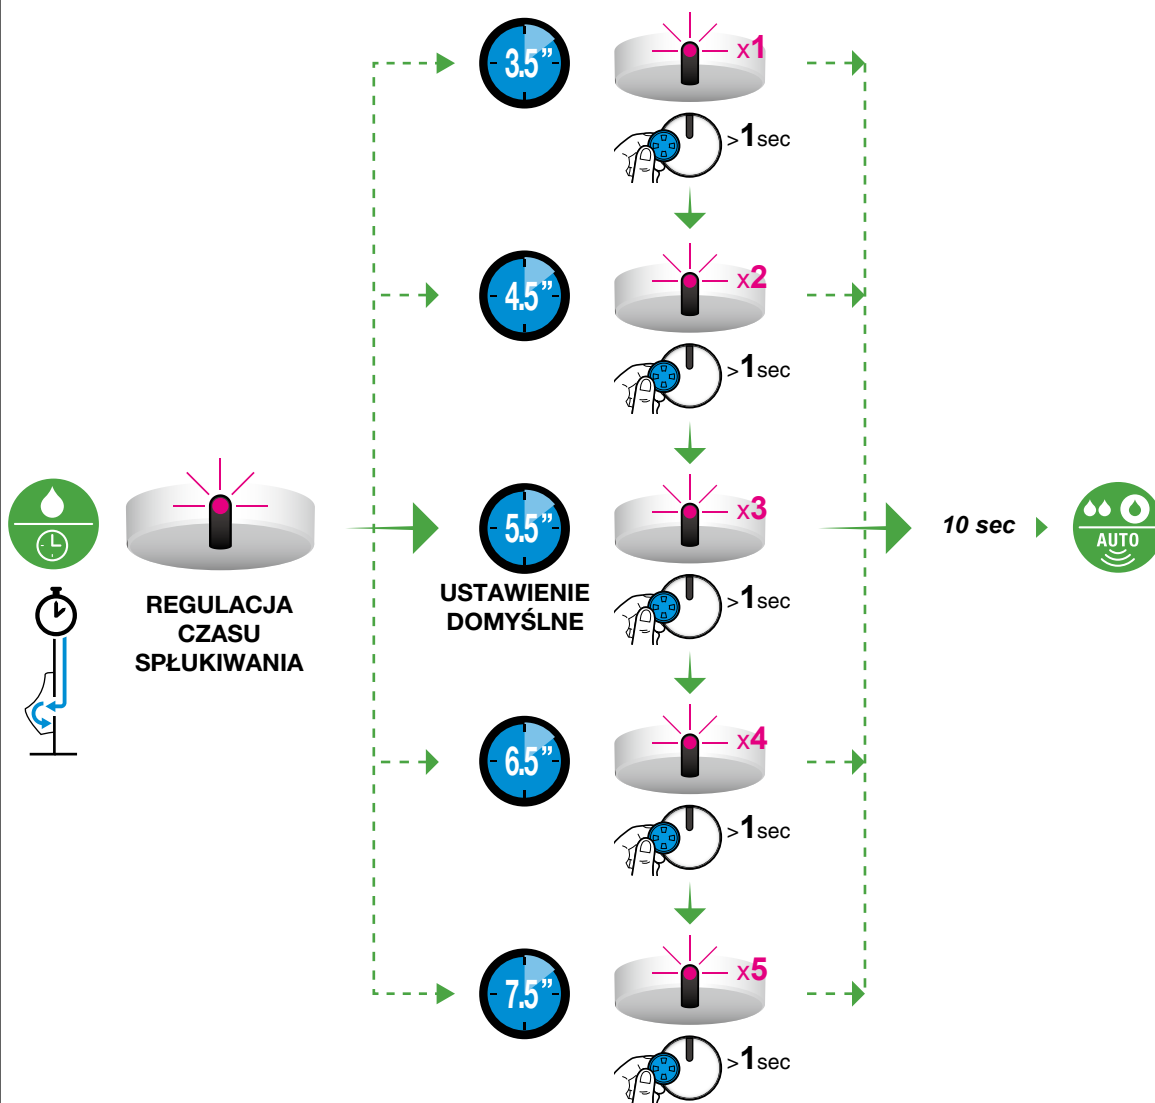 3.5”
x1
>1sec
4.5”
x2
>1sec
REGULACJA
CZASU
SPŁUKIWANIA
5.5”
USTAWIENIE
DOMYŚLNE
x3
>1sec
10 sec
AUTO
6.5”
x4
>1sec
7.5”
x5
>1sec